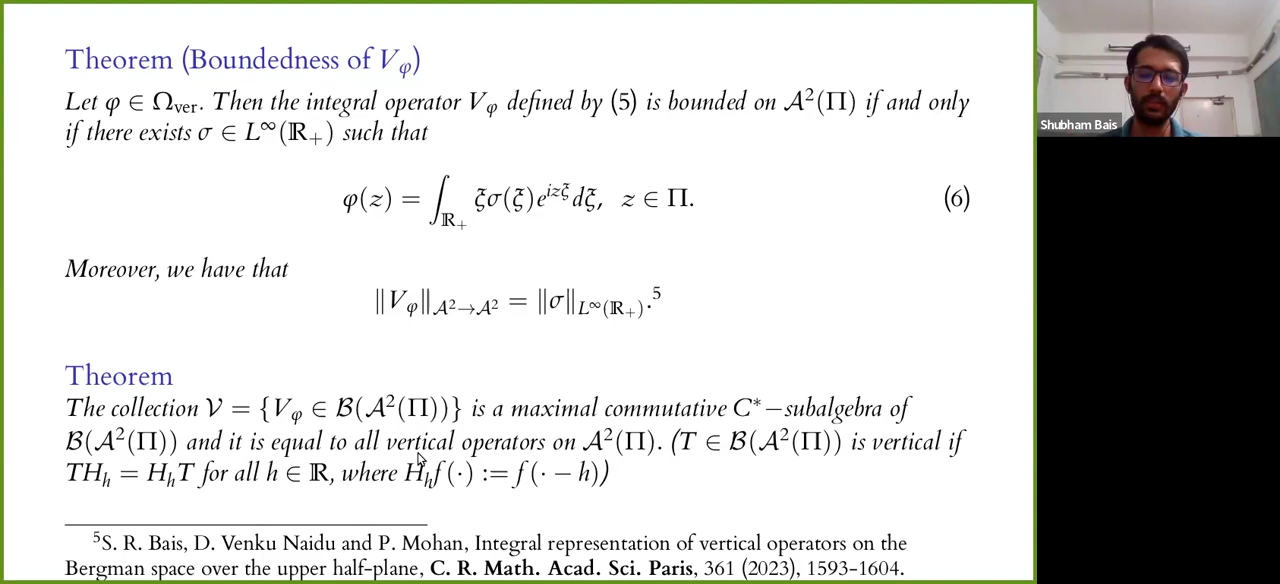 Theorem (Boundedness of V_φ)
Let φ ∈ Ω_ver. Then the integral operator V_φ defined by (5) is bounded on 𝒜²(Π) if and only
if there exists σ ∈ L^∞(ℝ₊) such that
φ(z) = ∫_{ℝ₊} ξσ(ξ)e^{izξ}dξ, z ∈ Π. (6)
Moreover, we have that
‖V_φ‖_{𝒜²→𝒜²} = ‖σ‖_{L^∞(ℝ₊)}.⁵
Theorem
The collection 𝒱 = {V_φ ∈ ℬ(𝒜²(Π))} is a maximal commutative C*−subalgebra of
ℬ(𝒜²(Π)) and it is equal to all vertical operators on 𝒜²(Π). (T ∈ ℬ(𝒜²(Π)) is vertical if
TH_h = H_hT for all h ∈ ℝ, where H_hf(·) := f(· − h))
⁵S. R. Bais, D. Venku Naidu and P. Mohan, Integral representation of vertical operators on the
Bergman space over the upper half-plane, C. R. Math. Acad. Sci. Paris, 361 (2023), 1593-1604.
Shubham Bais